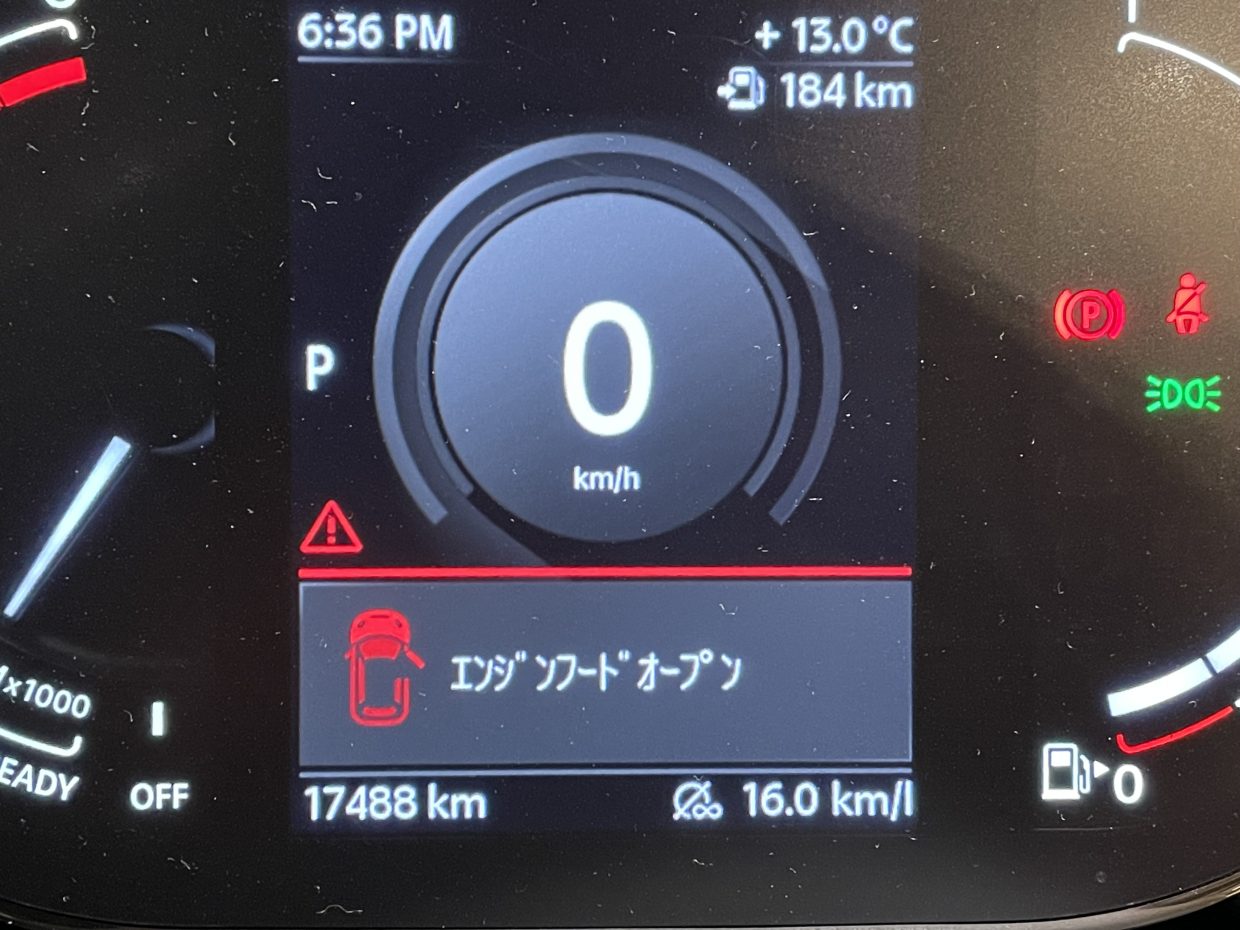 6:36 PM
+ 13.0°C
184 km
P
0
km/h
P
エンジンフードオープン
x1000
EADY
OFF
17488 km
16.0 km/l
0